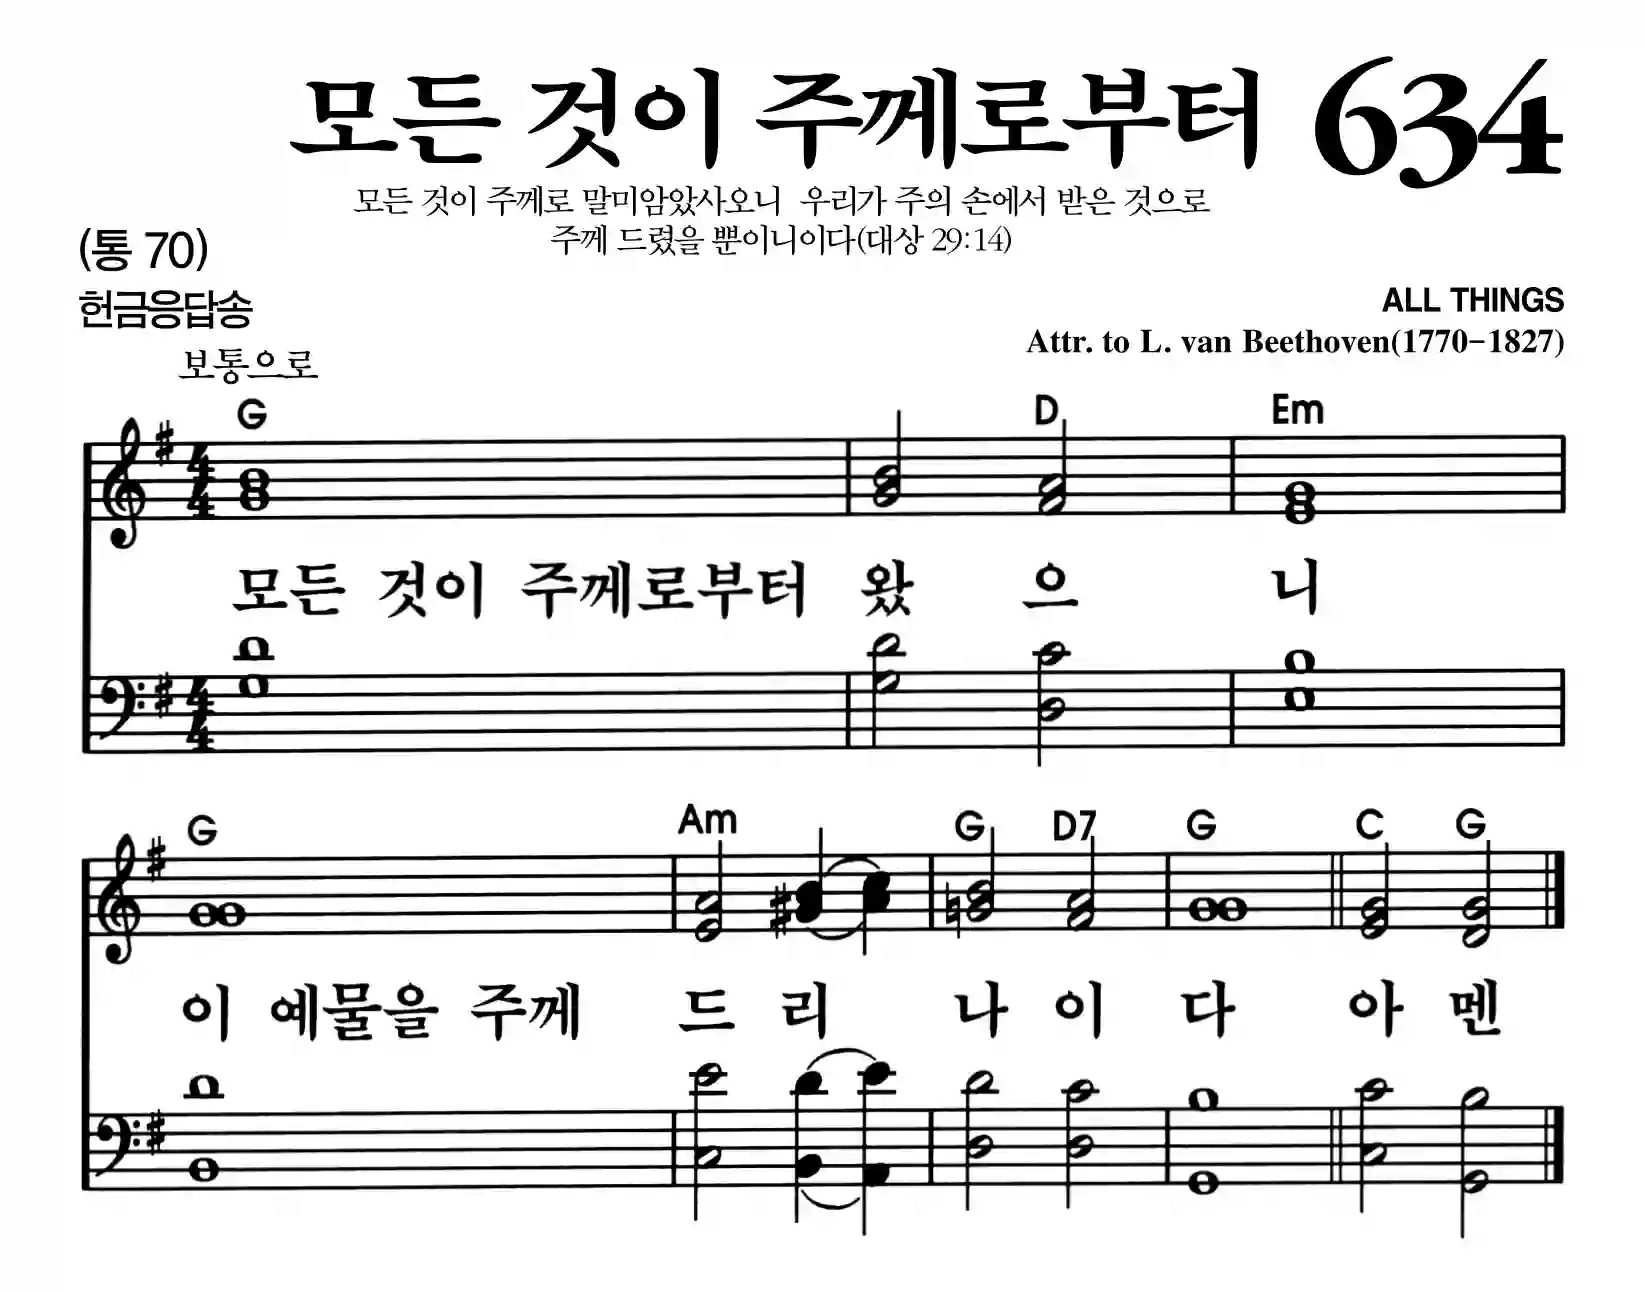 모든 것이 주께로부터 634
모든 것이 주께로 말미암았사오니 우리가 주의 손에서 받은 것으로
주께 드렸을 뿐이니이다(대상 29:14)
(통 70)
헌금응답송
ALL THINGS
Attr. to L. van Beethoven(1770-1827)
보통으로
G D Em
모든 것이 주께로부터 왔 으 니
G Am G D7 G C G
이 예물을 주께 드 리 나 이 다 아 멘